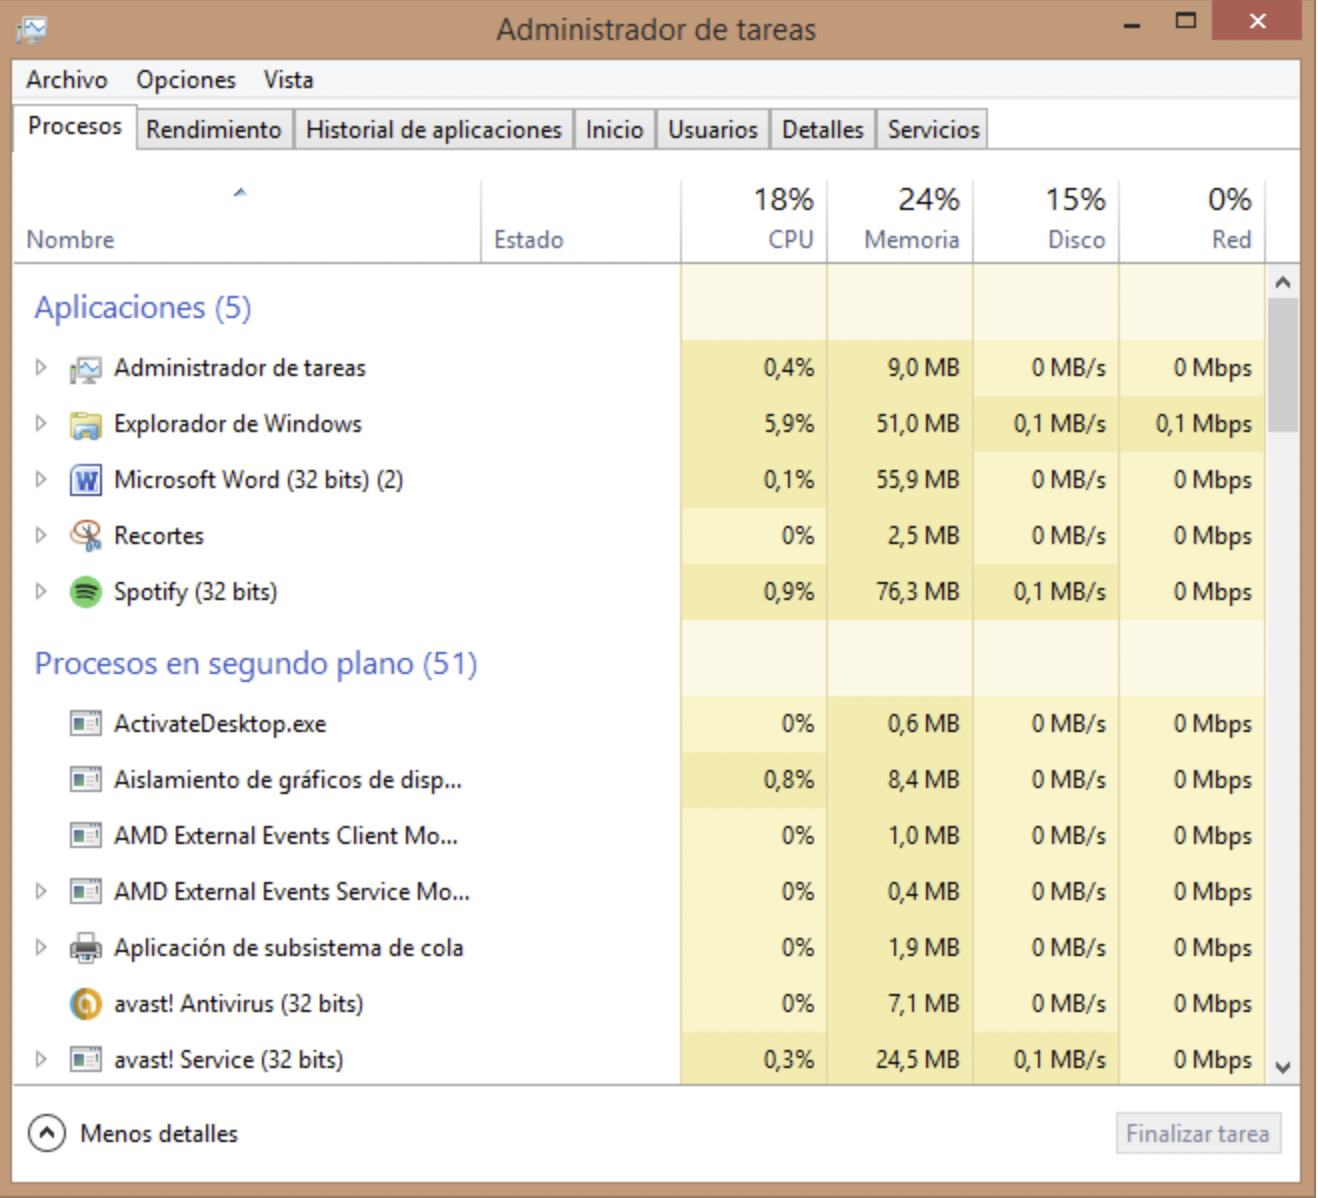 Administrador de tareas
Archivo Opciones Vista
Procesos Rendimiento Historial de aplicaciones Inicio Usuarios Detalles Servicios
18% 24% 15% 0%
Nombre Estado CPU Memoria Disco Red
Aplicaciones (5)
Administrador de tareas 0,4% 9,0 MB 0 MB/s 0 Mbps
Explorador de Windows 5,9% 51,0 MB 0,1 MB/s 0,1 Mbps
Microsoft Word (32 bits) (2) 0,1% 55,9 MB 0 MB/s 0 Mbps
Recortes 0% 2,5 MB 0 MB/s 0 Mbps
Spotify (32 bits) 0,9% 76,3 MB 0,1 MB/s 0 Mbps
Procesos en segundo plano (51)
ActivateDesktop.exe 0% 0,6 MB 0 MB/s 0 Mbps
Aislamiento de gráficos de disp... 0,8% 8,4 MB 0 MB/s 0 Mbps
AMD External Events Client Mo... 0% 1,0 MB 0 MB/s 0 Mbps
AMD External Events Service Mo... 0% 0,4 MB 0 MB/s 0 Mbps
Aplicación de subsistema de cola 0% 1,9 MB 0 MB/s 0 Mbps
avast! Antivirus (32 bits) 0% 7,1 MB 0 MB/s 0 Mbps
avast! Service (32 bits) 0,3% 24,5 MB 0,1 MB/s 0 Mbps
Menos detalles Finalizar tarea